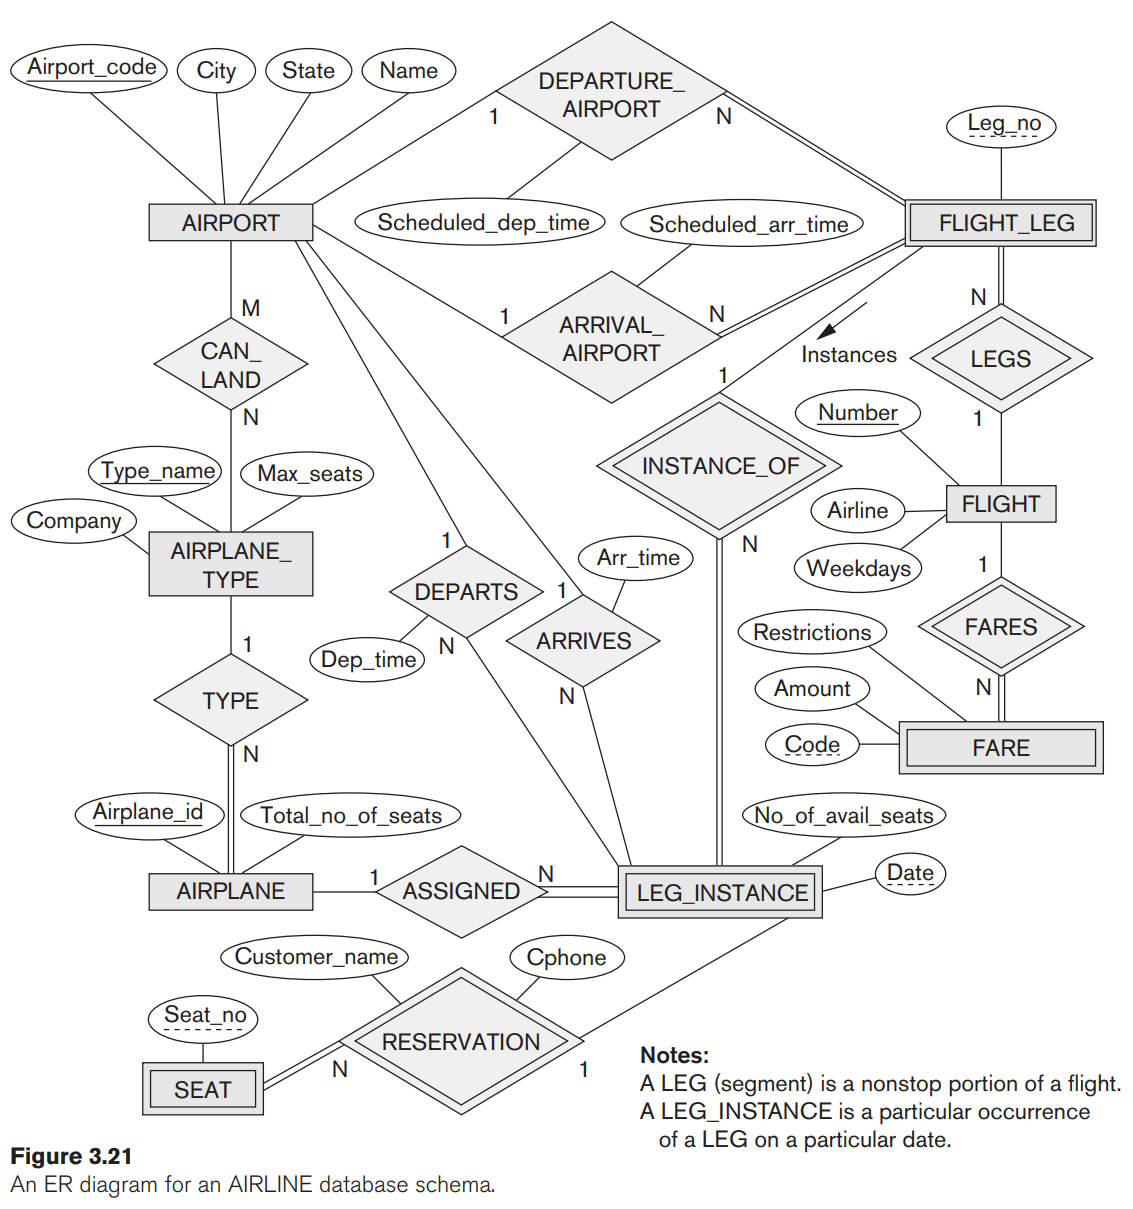 Airport_code
City
State
Name
DEPARTURE_
AIRPORT
1
N
Leg_no
AIRPORT
Scheduled_dep_time
Scheduled_arr_time
FLIGHT_LEG
M
1
ARRIVAL_
AIRPORT
N
Instances
N
CAN_
LAND
LEGS
N
1
1
Number
Type_name
Max_seats
INSTANCE_OF
Company
Airline
FLIGHT
AIRPLANE_
TYPE
1
Arr_time
N
Weekdays
1
DEPARTS
1
Restrictions
FARES
1
Dep_time
N
ARRIVES
TYPE
N
Amount
N
N
Code
FARE
Airplane_id
Total_no_of_seats
No_of_avail_seats
AIRPLANE
1
ASSIGNED
N
LEG_INSTANCE
Date
Customer_name
Cphone
Seat_no
RESERVATION
N
1
SEAT
Notes:
A LEG (segment) is a nonstop portion of a flight.
A LEG_INSTANCE is a particular occurrence
of a LEG on a particular date.
Figure 3.21
An ER diagram for an AIRLINE database schema.